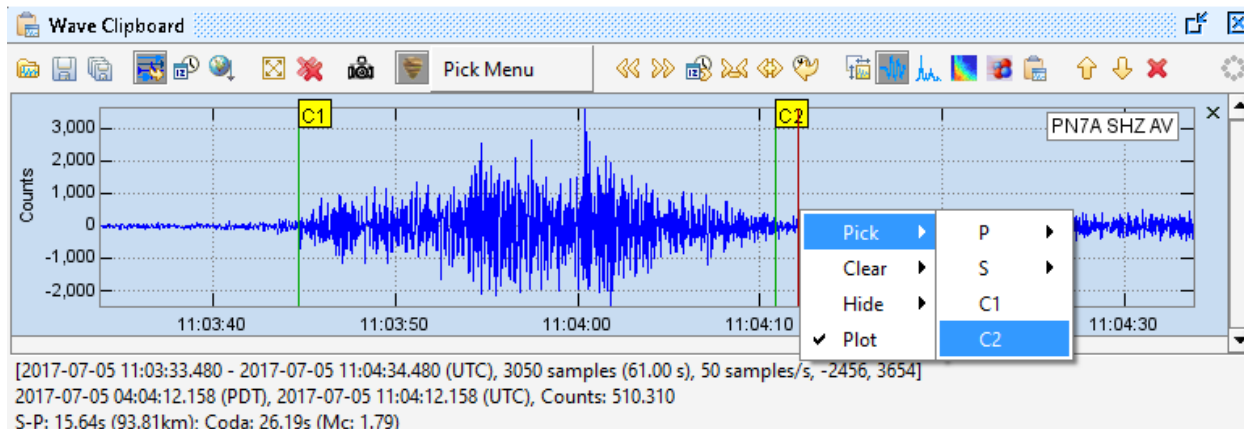 Wave Clipboard
Pick Menu
C1
C2
PN7A SHZ AV
3,000
2,000
1,000
0
-1,000
-2,000
Counts
Pick
Clear
Hide
Plot
P
S
C1
C2
11:03:40
11:03:50
11:04:00
11:04:10
11:04:30
[2017-07-05 11:03:33.480 - 2017-07-05 11:04:34.480 (UTC), 3050 samples (61.00 s), 50 samples/s, -2456, 3654]
2017-07-05 04:04:12.158 (PDT), 2017-07-05 11:04:12.158 (UTC), Counts: 510.310
S-P: 15.64s (93.81km); Coda: 26.19s (Mc: 1.79)